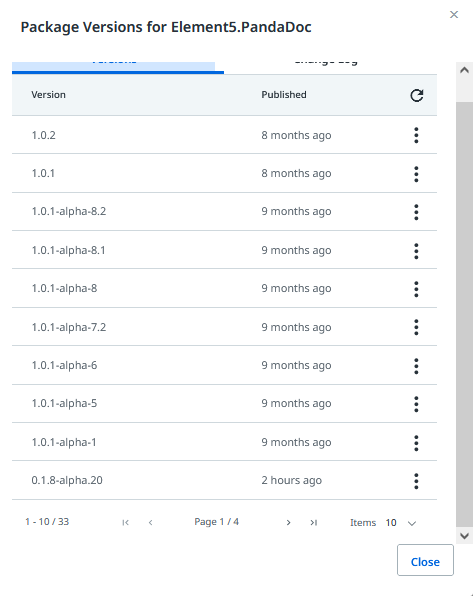 Package Versions for Element5.PandaDoc
Versions Change Log
Version Published
1.0.2 8 months ago
1.0.1 8 months ago
1.0.1-alpha-8.2 9 months ago
1.0.1-alpha-8.1 9 months ago
1.0.1-alpha-8 9 months ago
1.0.1-alpha-7.2 9 months ago
1.0.1-alpha-6 9 months ago
1.0.1-alpha-5 9 months ago
1.0.1-alpha-1 9 months ago
0.1.8-alpha.20 2 hours ago
1 - 10 / 33 Page 1 / 4 Items 10
Close